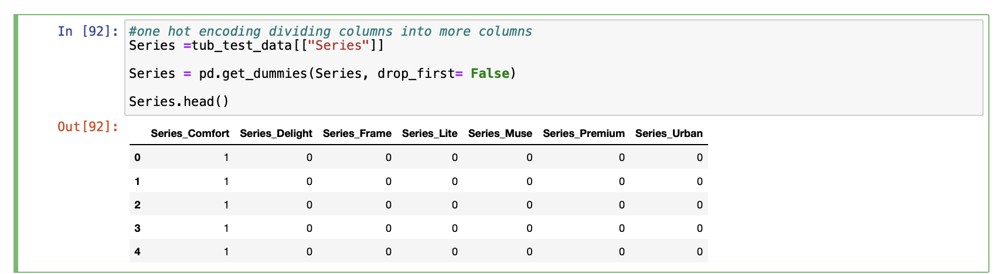 In [92]: #one hot encoding dividing columns into more columns
Series =tub_test_data[["Series"]]
Series = pd.get_dummies(Series, drop_first= False)
Series.head()
Out[92]:
Series_Comfort Series_Delight Series_Frame Series_Lite Series_Muse Series_Premium Series_Urban
0 1 0 0 0 0 0 0
1 1 0 0 0 0 0 0
2 1 0 0 0 0 0 0
3 1 0 0 0 0 0 0
4 1 0 0 0 0 0 0